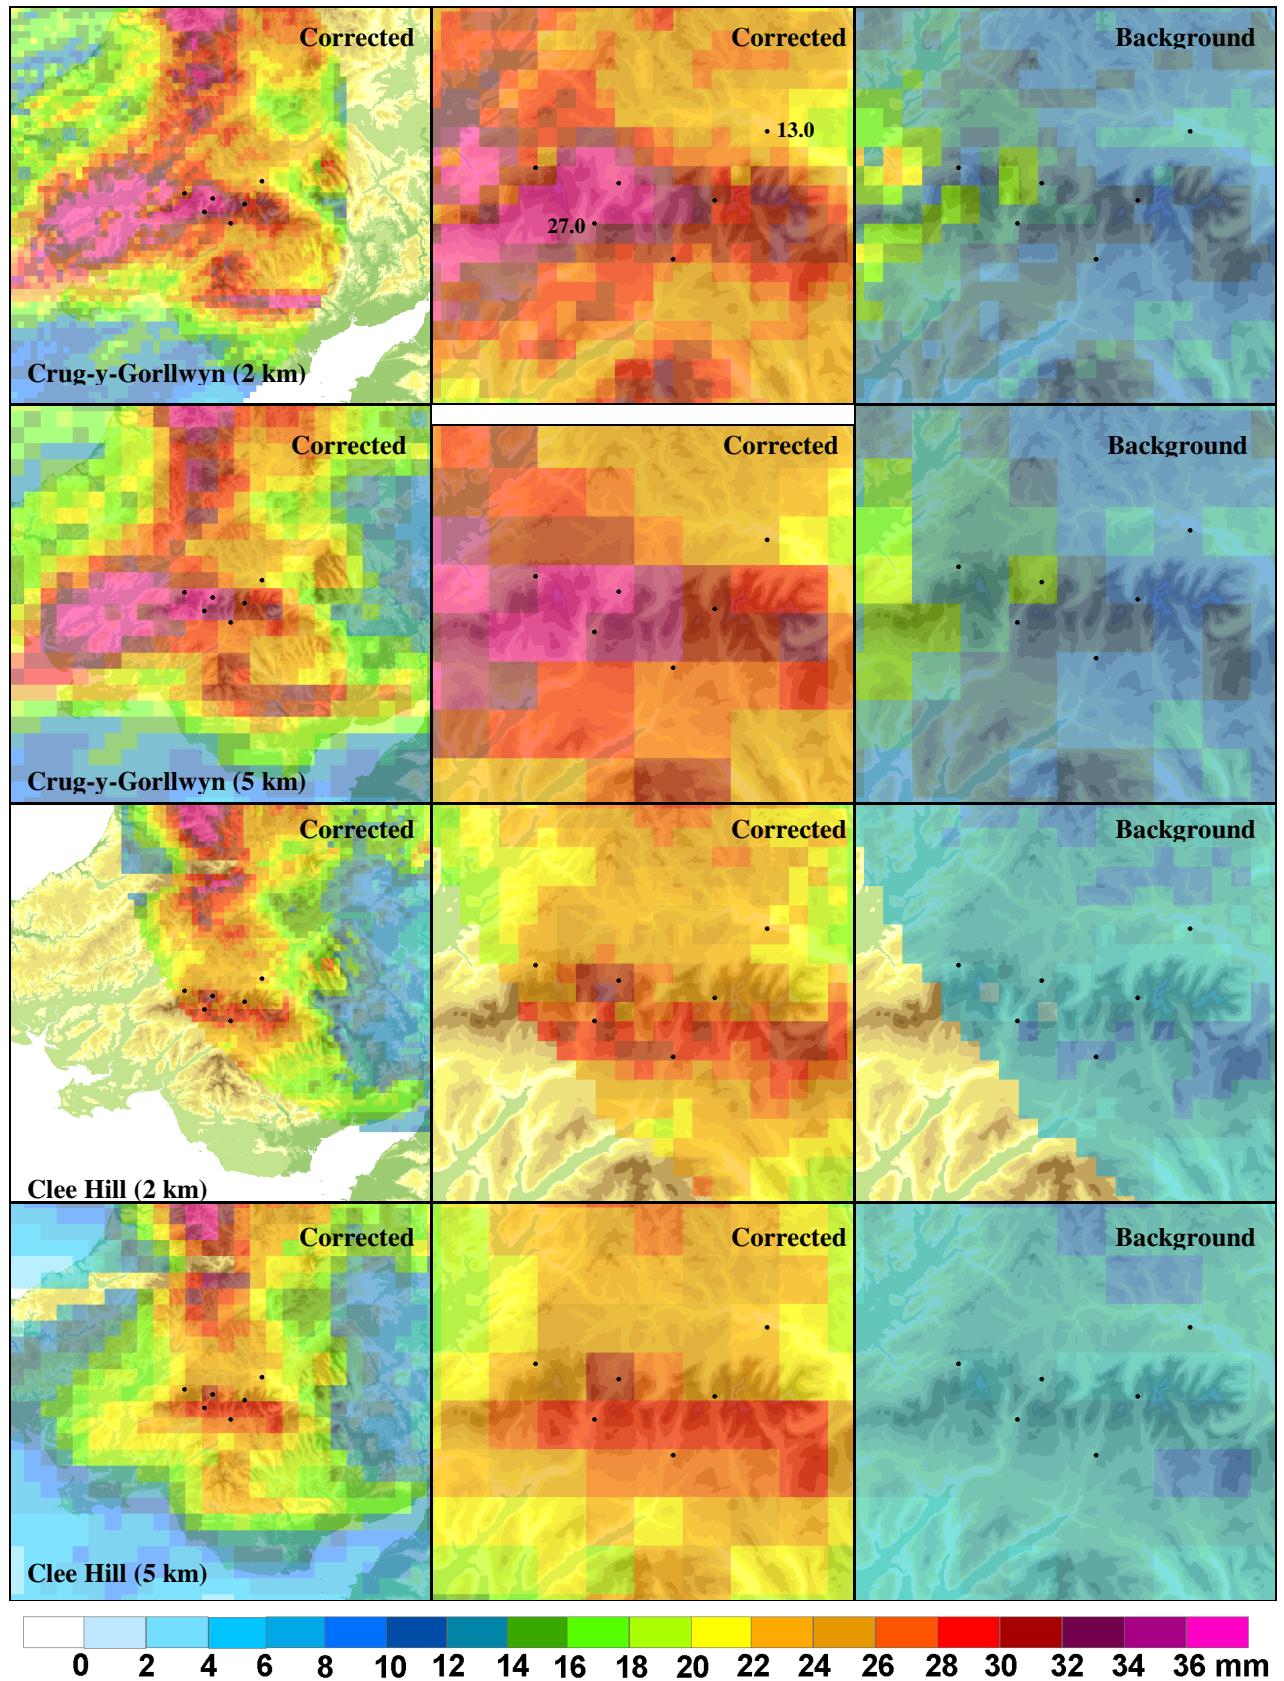 Corrected
Corrected
Background
13.0
27.0
Crug-y-Gorllwyn (2 km)
Corrected
Corrected
Background
Crug-y-Gorllwyn (5 km)
Corrected
Corrected
Background
Clee Hill (2 km)
Corrected
Corrected
Background
Clee Hill (5 km)
0 2 4 6 8 10 12 14 16 18 20 22 24 26 28 30 32 34 36 mm